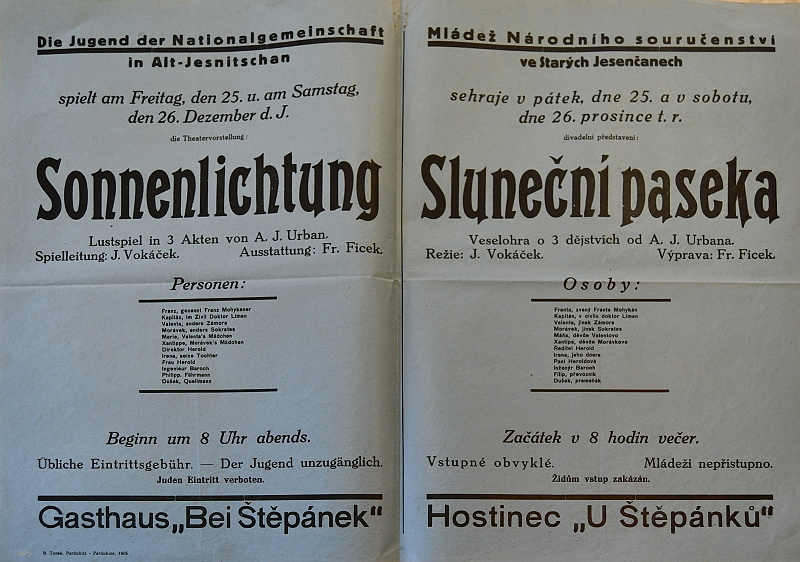 Die Jugend der Nationalgemeinschaft
in Alt-Jesnitschan
spielt am Freitag, den 25. u. am Samstag,
den 26. Dezember d. J.
die Theatervorstellung:
Sonnenlichtung
Lustspiel in 3 Akten von A. J. Urban.
Spielleitung: J. Vokáček. Ausstattung: Fr. Ficek.
Personen:
Franz, genannt Franz Mohykaner
Kapitän, im Zivil Doktor Liman
Valenta, anders Zámora
Morávek, anders Sokrates
Marie, Valenta's Mädchen
Xantippe, Morávek's Mädchen
Direktor Herold
Irene, seine Tochter
Frau Herold
Ingenieur Baroch
Philipp, Fährmann
Dušek, Quellmann
Beginn um 8 Uhr abends.
Übliche Eintrittsgebühr. — Der Jugend unzugänglich.
Juden Eintritt verboten.
Gasthaus „Bei Štěpánek"
R. Torek, Pardubitz - Pardubice. 1606
Mládež Národního souručenství
ve Starých Jesenčanech
sehraje v pátek, dne 25. a v sobotu,
dne 26. prosince t. r.
divadelní představení:
Sluneční paseka
Veselohra o 3 dějstvích od A. J. Urbana.
Režie: J. Vokáček. Výprava: Fr. Ficek.
Osoby:
Franta, zvaný Franta Mohykán
Kapitán, v civilu doktor Liman
Valenta, jinak Zámora
Morávek, jinak Sokrates
Máňa, děvče Valentovo
Xantipa, děvče Morávkovo
Ředitel Herold
Irena, jeho dcera
Paní Heroldová
Inženýr Baroch
Filip, převozník
Dušek, prameňák
Začátek v 8 hodin večer.
Vstupné obvyklé. Mládeži nepřístupno.
Židům vstup zakázán.
Hostinec „U Štěpánků"